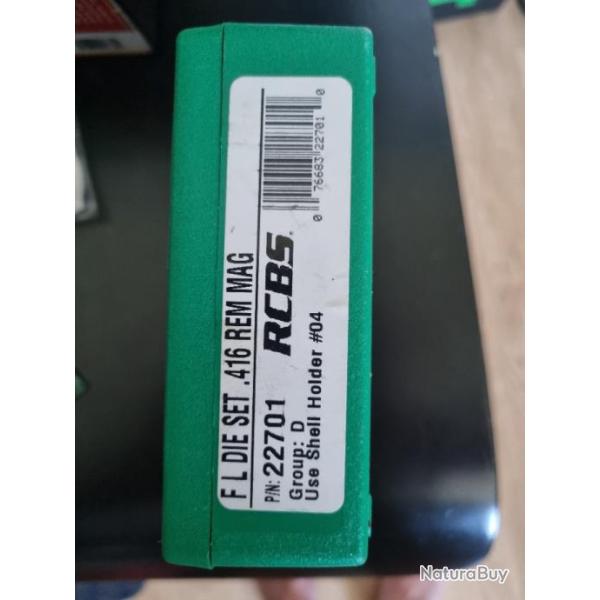 F L DIE SET .416 REM MAG
P/N: 22701 RCBS®
Group: D
Use Shell Holder #04
0 76683 22701 0
NaturaBuy